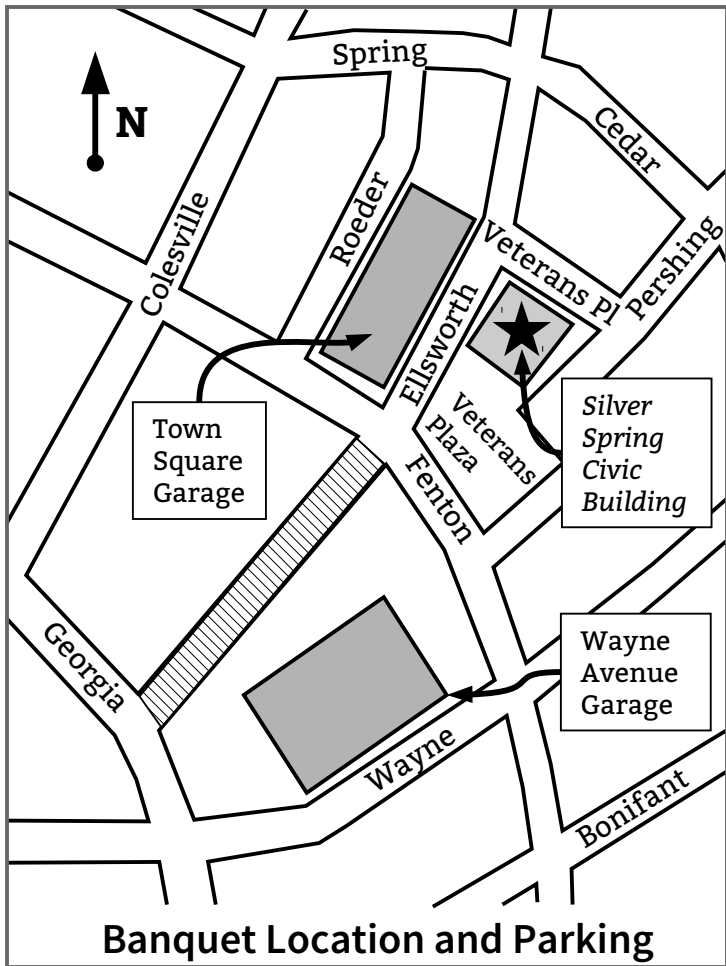 Spring
N
Cedar
Roeder
Colesville
Veterans Pl
Pershing
Ellsworth
Town
Square
Garage
Veterans
Plaza
Silver
Spring
Civic
Building
Fenton
Georgia
Wayne
Avenue
Garage
Wayne
Bonifant
Banquet Location and Parking